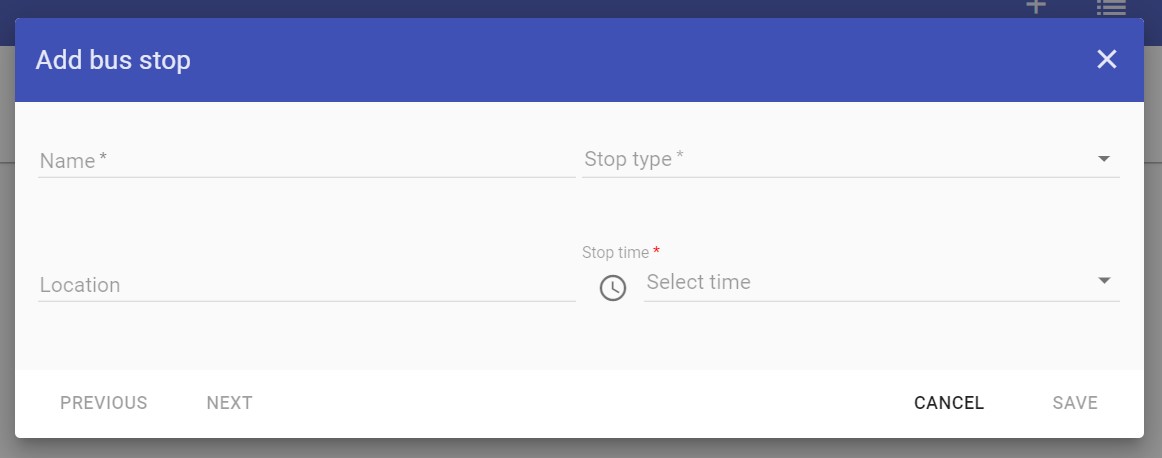 Add bus stop
Name *
Stop type *
Location
Stop time *
Select time
PREVIOUS NEXT CANCEL SAVE